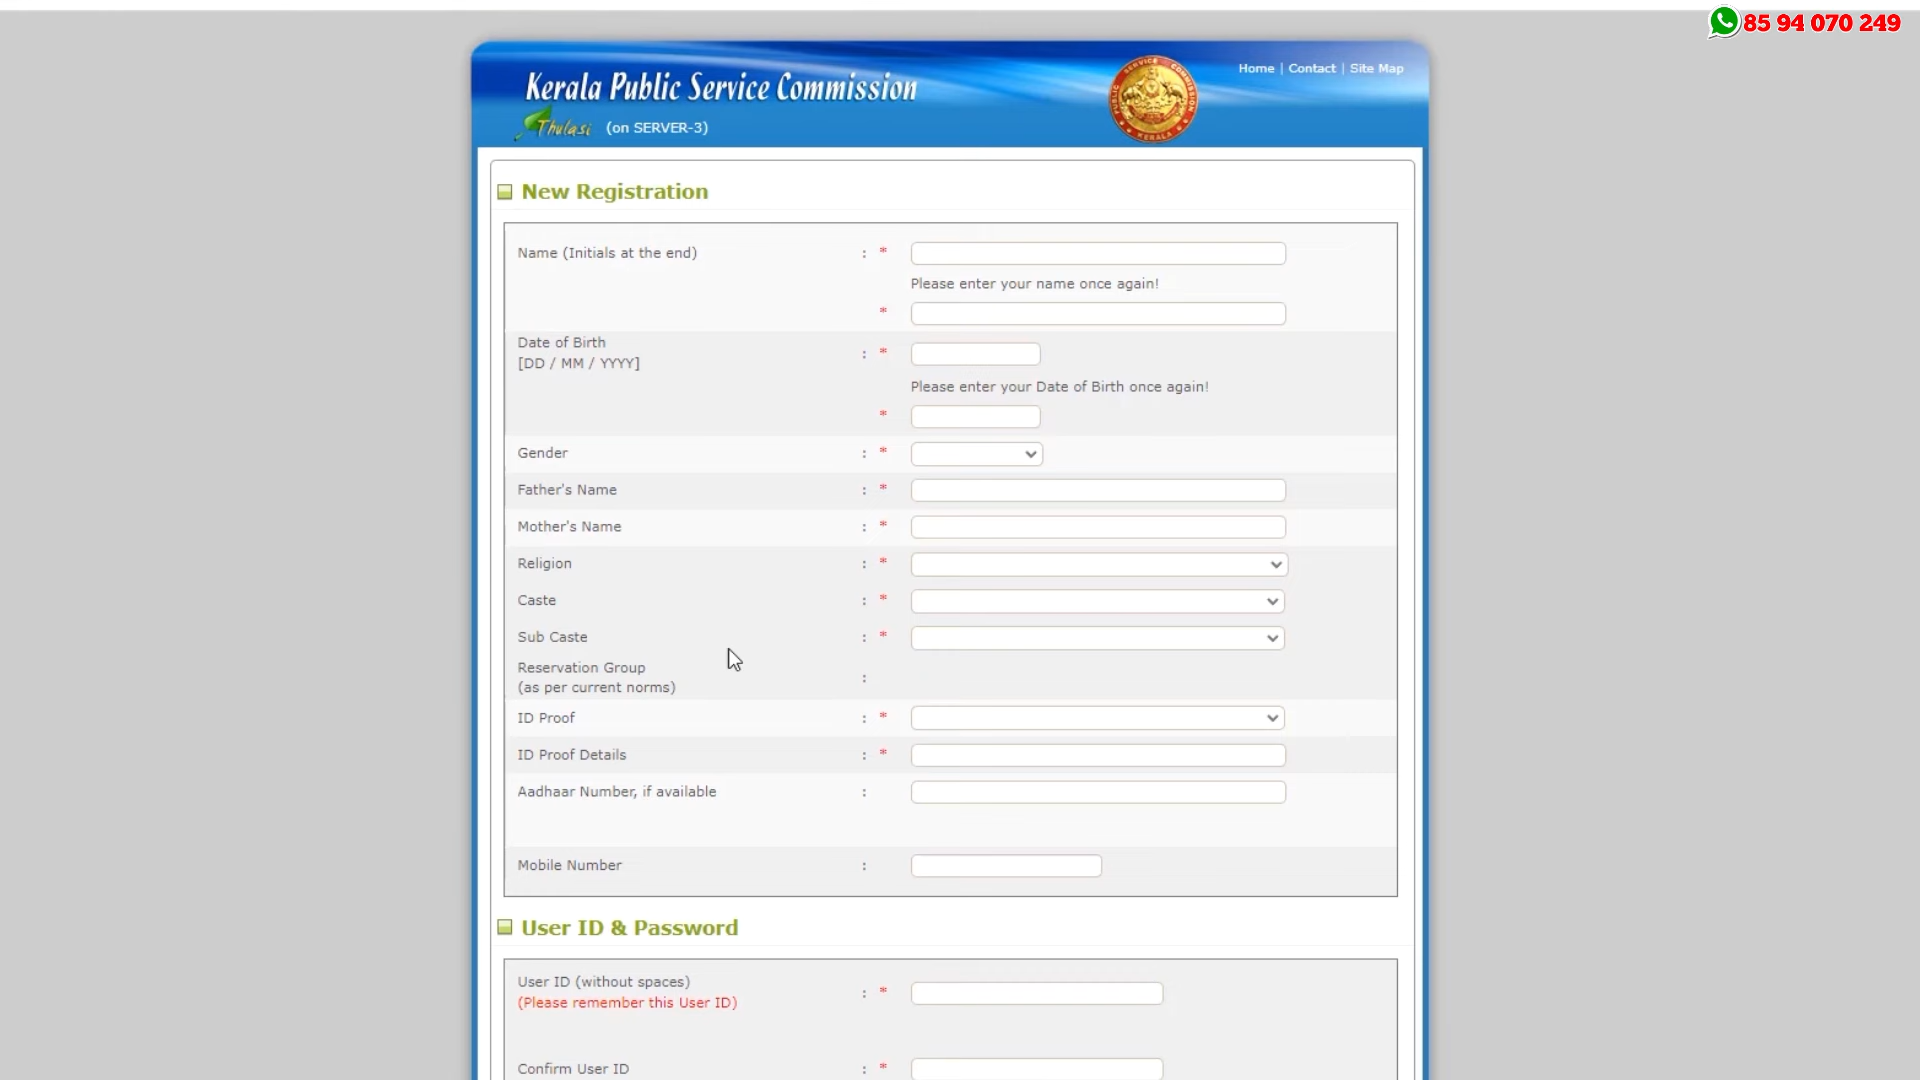 85 94 070 249
Home | Contact | Site Map
Kerala Public Service Commission
Thulasi (on SERVER-3)
PUBLIC SERVICE COMMISSION KERALA
New Registration
Name (Initials at the end) : *
Please enter your name once again!
*
Date of Birth
[DD / MM / YYYY] : *
Please enter your Date of Birth once again!
*
Gender : *
Father's Name : *
Mother's Name : *
Religion : *
Caste : *
Sub Caste : *
Reservation Group
(as per current norms) :
ID Proof : *
ID Proof Details : *
Aadhaar Number, if available :
Mobile Number :
User ID & Password
User ID (without spaces)
(Please remember this User ID) : *
Confirm User ID : *